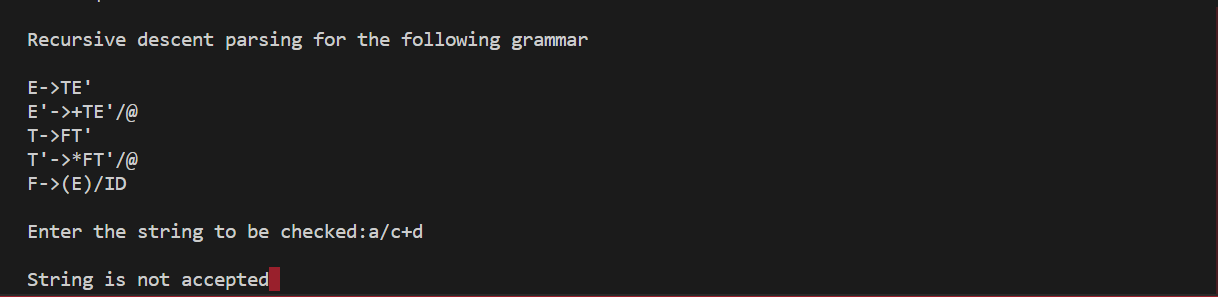 Recursive descent parsing for the following grammar
E->TE'
E'->+TE'/@
T->FT'
T'->*FT'/@
F->(E)/ID
Enter the string to be checked:a/c+d
String is not accepted